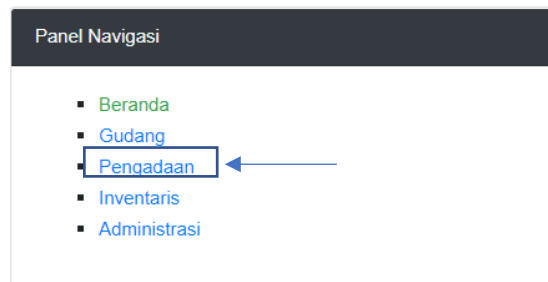 Panel Navigasi
Beranda
Gudang
Pengadaan
Inventaris
Administrasi